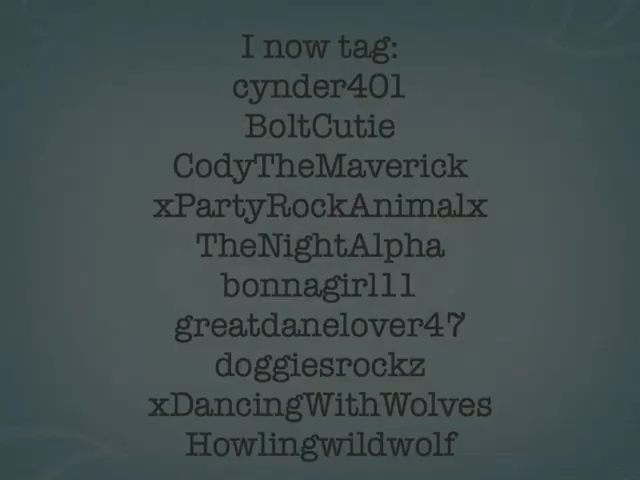 I now tag:
cynder401
BoltCutie
CodyTheMaverick
xPartyRockAnimalx
TheNightAlpha
bonnagirl11
greatdanelover47
doggiesrockz
xDancingWithWolves
Howlingwildwolf